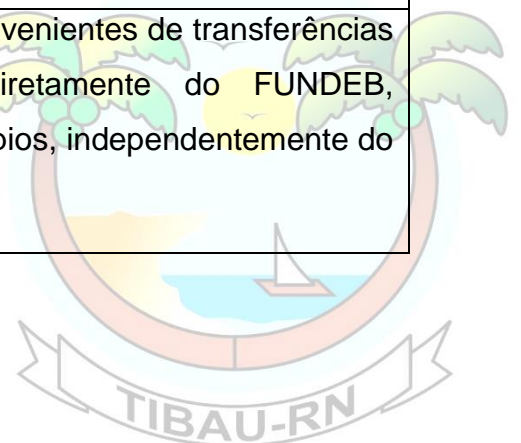 venientes de transferências
iretamente do FUNDEB,
pios, independentemente do
TIBAU-RN